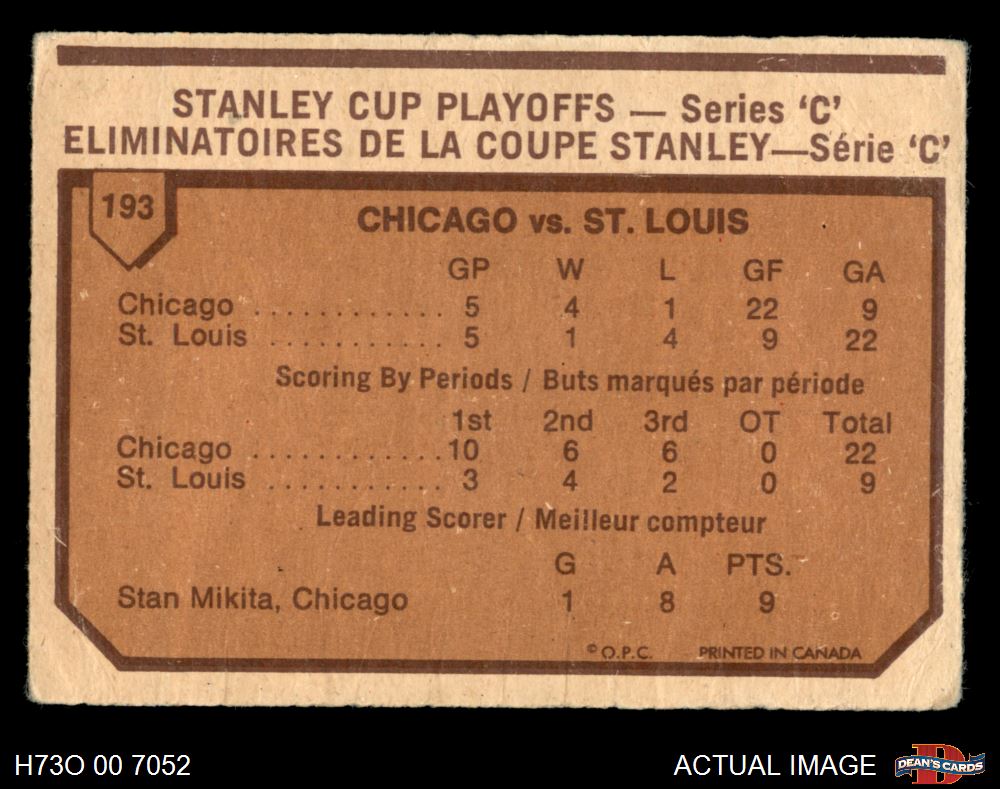 STANLEY CUP PLAYOFFS — Series ‘C’
ELIMINATOIRES DE LA COUPE STANLEY—Série ‘C’
193
CHICAGO vs. ST. LOUIS
GP W L GF GA
Chicago ............ 5 4 1 22 9
St. Louis ........... 5 1 4 9 22
Scoring By Periods / Buts marqués par période
1st 2nd 3rd OT Total
Chicago ............ 10 6 6 0 22
St. Louis ........... 3 4 2 0 9
Leading Scorer / Meilleur compteur
G A PTS.
Stan Mikita, Chicago 1 8 9
© O.P.C. PRINTED IN CANADA
H73O 00 7052
ACTUAL IMAGE
D
DEAN'S CARDS